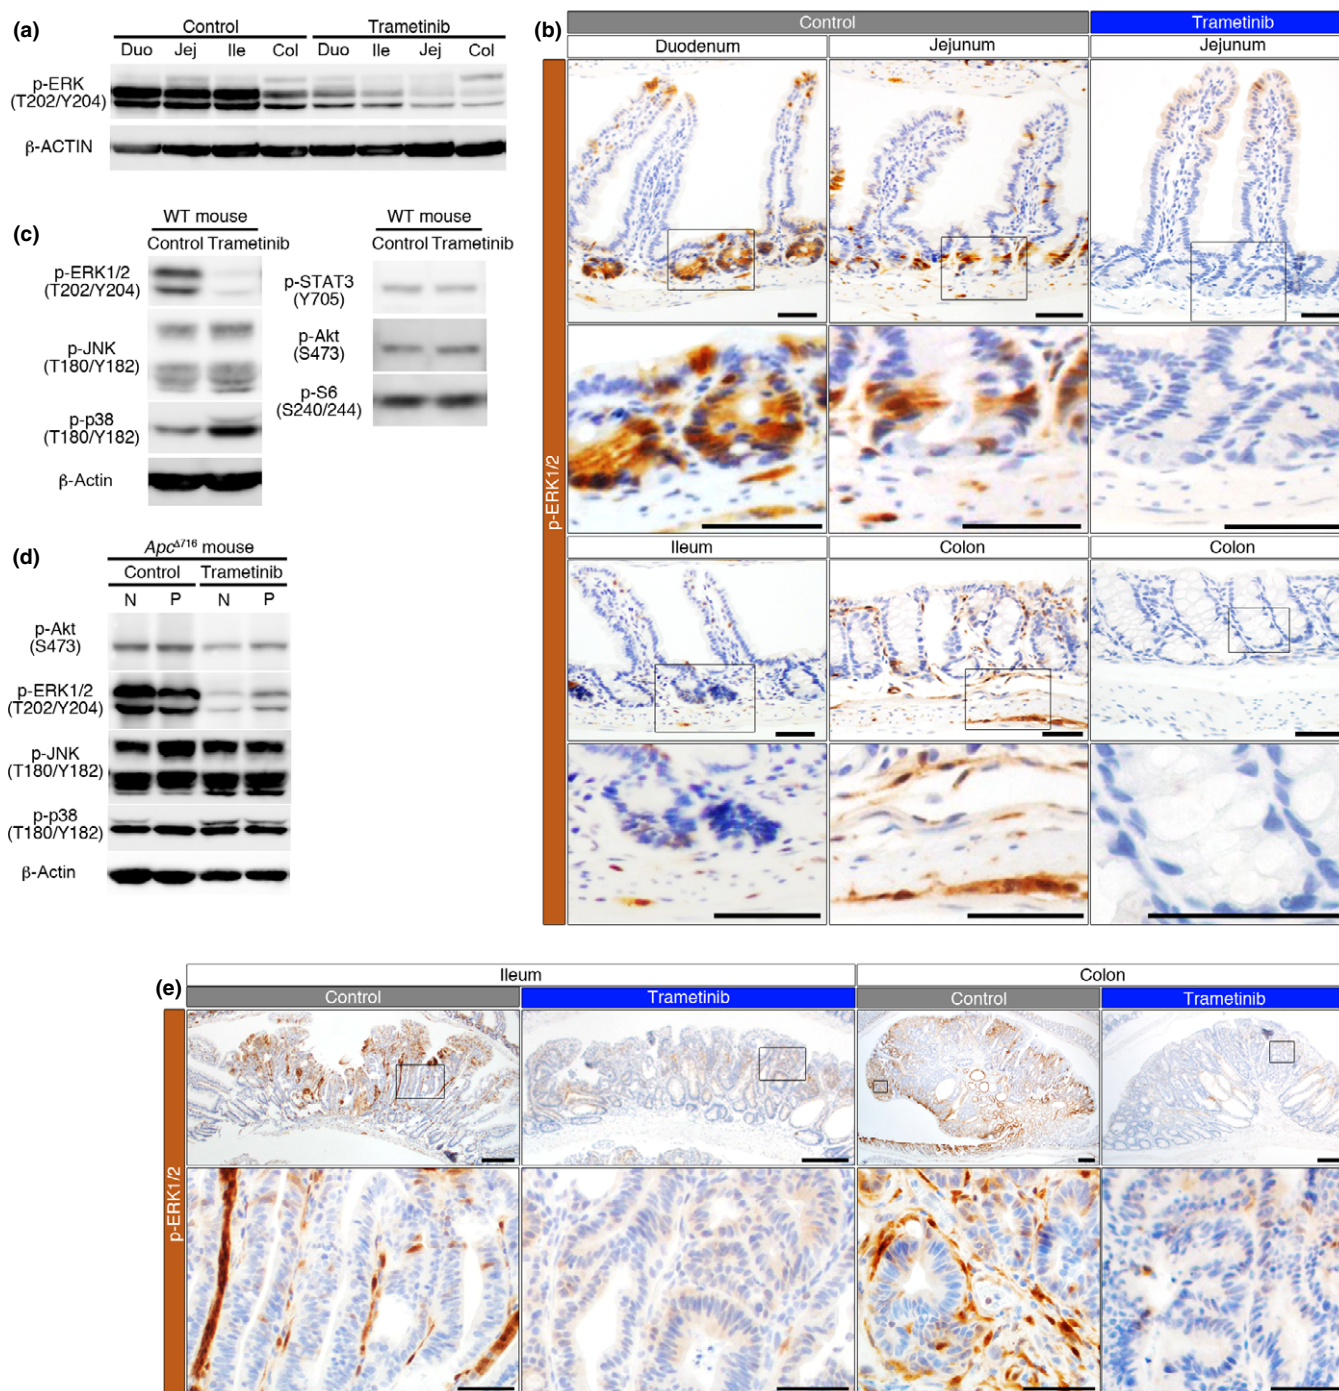 (a)
Control Trametinib
Duo Jej Ile Col Duo Ile Jej Col
p-ERK
(T202/Y204)
β-ACTIN
(b)
Control Trametinib
Duodenum Jejunum Jejunum
p-ERK1/2
Ileum Colon Colon
(c)
WT mouse
Control Trametinib
p-ERK1/2
(T202/Y204)
p-JNK
(T180/Y182)
p-p38
(T180/Y182)
β-Actin
WT mouse
Control Trametinib
p-STAT3
(Y705)
p-Akt
(S473)
p-S6
(S240/244)
(d)
ApcΔ716 mouse
Control Trametinib
N P N P
p-Akt
(S473)
p-ERK1/2
(T202/Y204)
p-JNK
(T180/Y182)
p-p38
(T180/Y182)
β-Actin
(e)
Ileum Colon
Control Trametinib Control Trametinib
p-ERK1/2